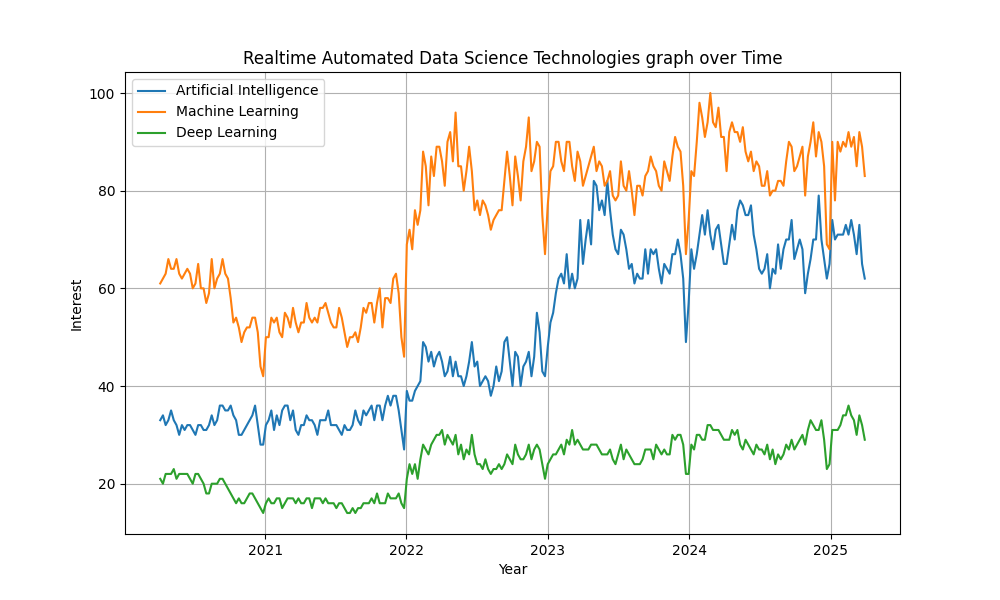 Realtime Automated Data Science Technologies graph over Time
Artificial Intelligence
Machine Learning
Deep Learning
100
80
60
40
20
Interest
2021 2022 2023 2024 2025
Year